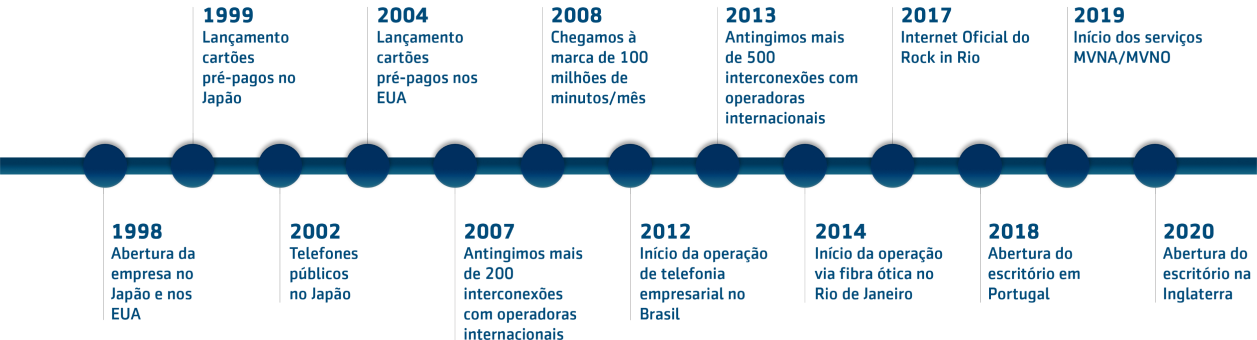 1999
Lançamento
cartões
pré-pagos no
Japão
2004
Lançamento
cartões
pré-pagos nos
EUA
2008
Chegamos à
marca de 100
milhões de
minutos/mês
2013
Antingimos mais
de 500
interconexões com
operadoras
internacionais
2017
Internet Oficial do
Rock in Rio
2019
Início dos serviços
MVNA/MVNO
1998
Abertura da
empresa no
Japão e nos
EUA
2002
Telefones
públicos
no Japão
2007
Antingimos mais
de 200
interconexões
com operadoras
internacionais
2012
Início da operação
de telefonia
empresarial no
Brasil
2014
Início da operação
via fibra ótica no
Rio de Janeiro
2018
Abertura do
escritório em
Portugal
2020
Abertura do
escritório na
Inglaterra